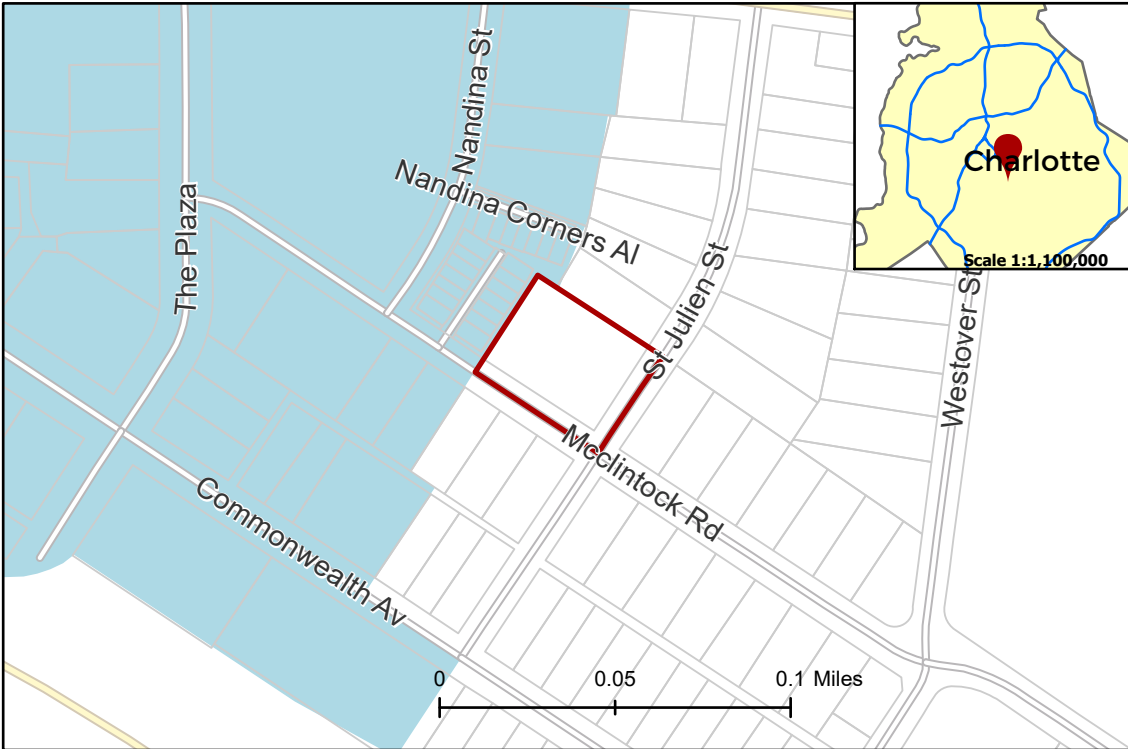 Nandina St
Nandina Corners Al
The Plaza
St Julien St
Westover St
Mcclintock Rd
Commonwealth Av
0 0.05 0.1 Miles
Charlotte
Scale 1:1,100,000